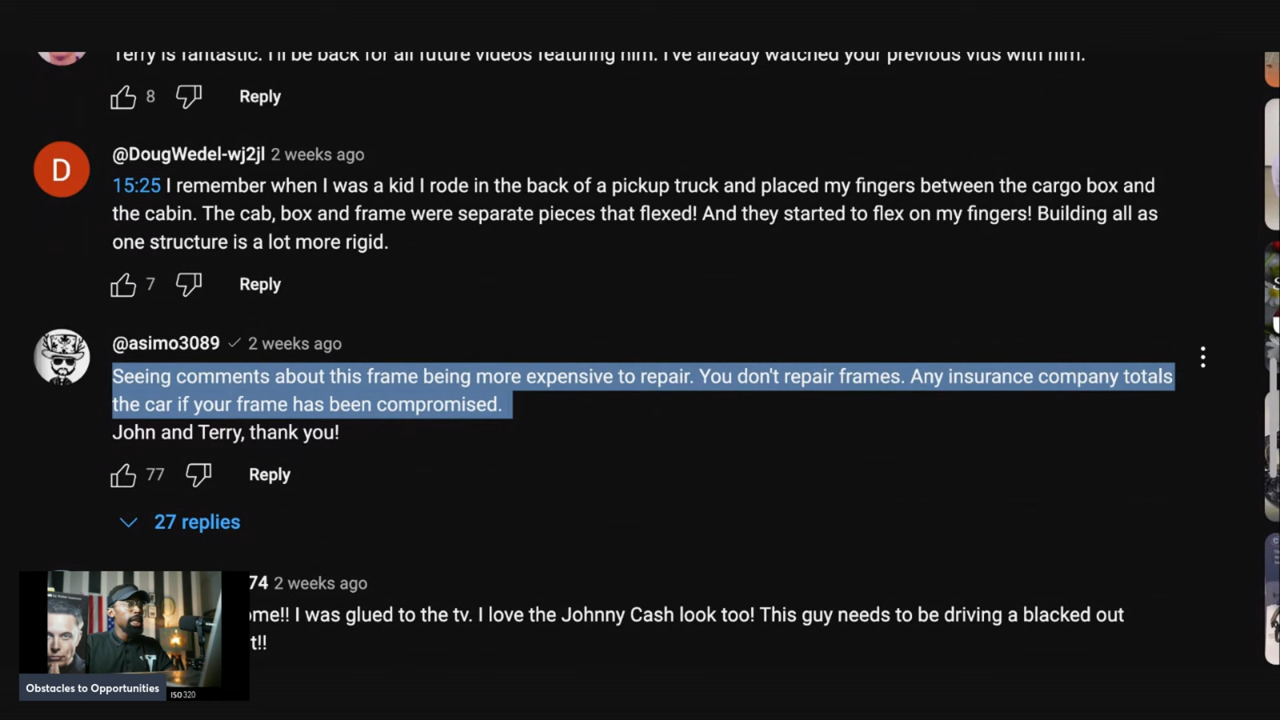 Terry is fantastic. I'll be back for all future videos featuring him. I've already watched your previous vids with him.
8 Reply
D
@DougWedel-wj2jl 2 weeks ago
15:25 I remember when I was a kid I rode in the back of a pickup truck and placed my fingers between the cargo box and
the cabin. The cab, box and frame were separate pieces that flexed! And they started to flex on my fingers! Building all as
one structure is a lot more rigid.
7 Reply
@asimo3089 2 weeks ago
Seeing comments about this frame being more expensive to repair. You don't repair frames. Any insurance company totals
the car if your frame has been compromised.
John and Terry, thank you!
77 Reply
27 replies
74 2 weeks ago
ome!! I was glued to the tv. I love the Johnny Cash look too! This guy needs to be driving a blacked out
t!!
Obstacles to Opportunities
ISO 320